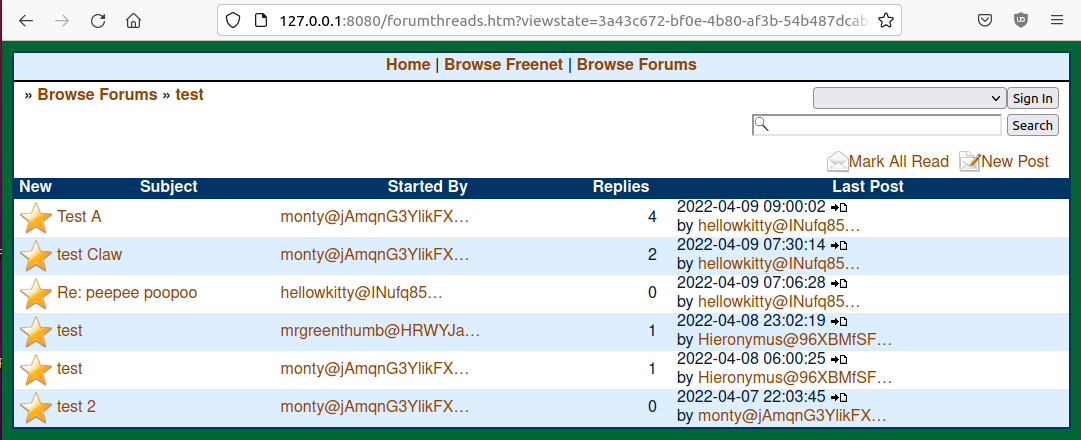 127.0.0.1:8080/forumthreads.htm?viewstate=3a43c672-bf0e-4b80-af3b-54b487dcab
Home | Browse Freenet | Browse Forums
» Browse Forums » test
Sign In
Search
Mark All Read New Post
New Subject Started By Replies Last Post
Test A monty@jAmqnG3YlikFX... 4 2022-04-09 09:00:02
by hellowkitty@INufq85...
test Claw monty@jAmqnG3YlikFX... 2 2022-04-09 07:30:14
by hellowkitty@INufq85...
Re: peepee poopoo hellowkitty@INufq85... 0 2022-04-09 07:06:28
by hellowkitty@INufq85...
test mrgreenthumb@HRWYJa... 1 2022-04-08 23:02:19
by Hieronymus@96XBMfSF...
test monty@jAmqnG3YlikFX... 1 2022-04-08 06:00:25
by Hieronymus@96XBMfSF...
test 2 monty@jAmqnG3YlikFX... 0 2022-04-07 22:03:45
by monty@jAmqnG3YlikFX...